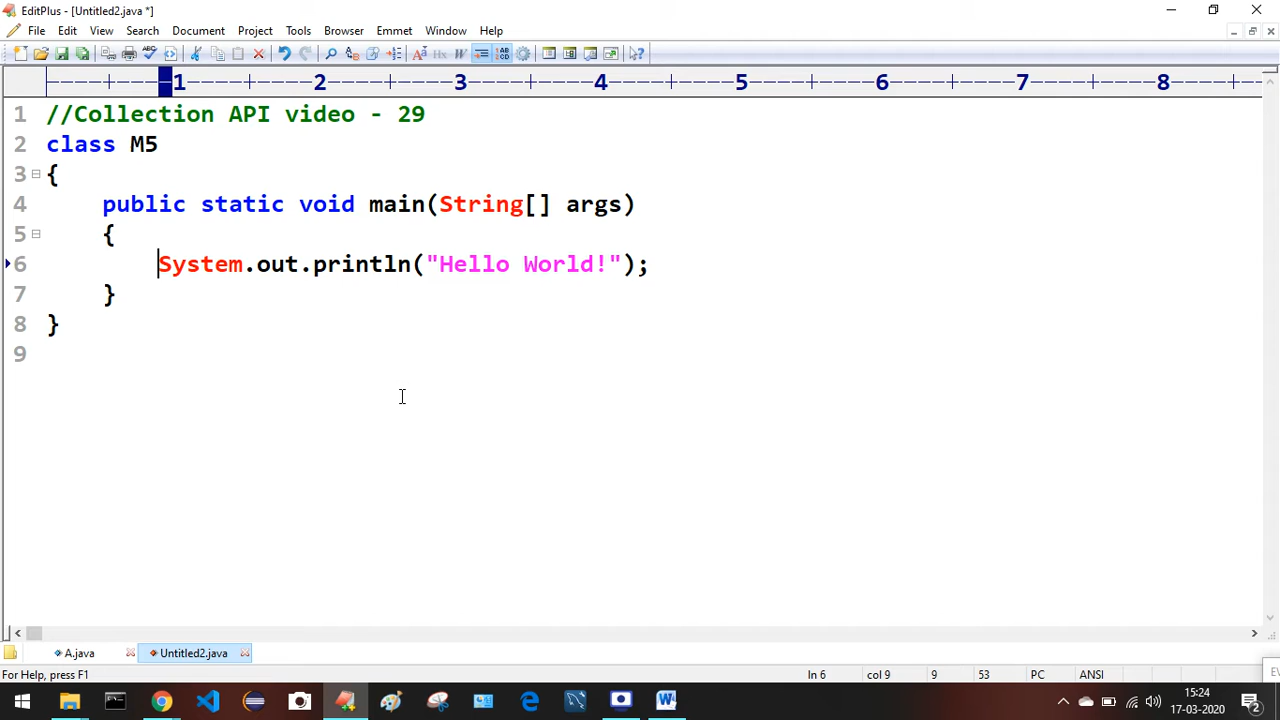 EditPlus - [Untitled2.java *]
File Edit View Search Document Project Tools Browser Emmet Window Help
1 2 3 4 5 6 7 8
1 //Collection API video - 29
2 class M5
3 {
4 public static void main(String[] args)
5 {
6 System.out.println("Hello World!");
7 }
8 }
9
A.java Untitled2.java
For Help, press F1 ln 6 col 9 9 53 PC ANSI
15:24
17-03-2020
2